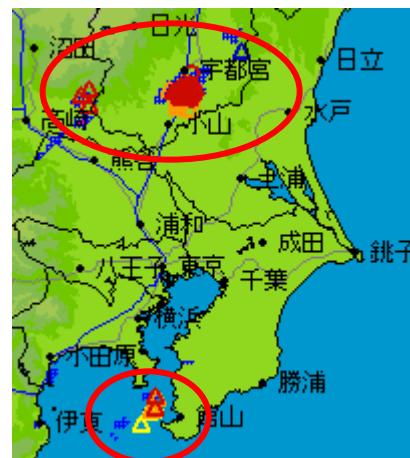 日光
沼田
宇都宮
日立
高崎
水戸
小山
熊谷
土浦
浦和
成田
銚子
八王子
東京
千葉
横浜
小田原
勝浦
伊東
館山